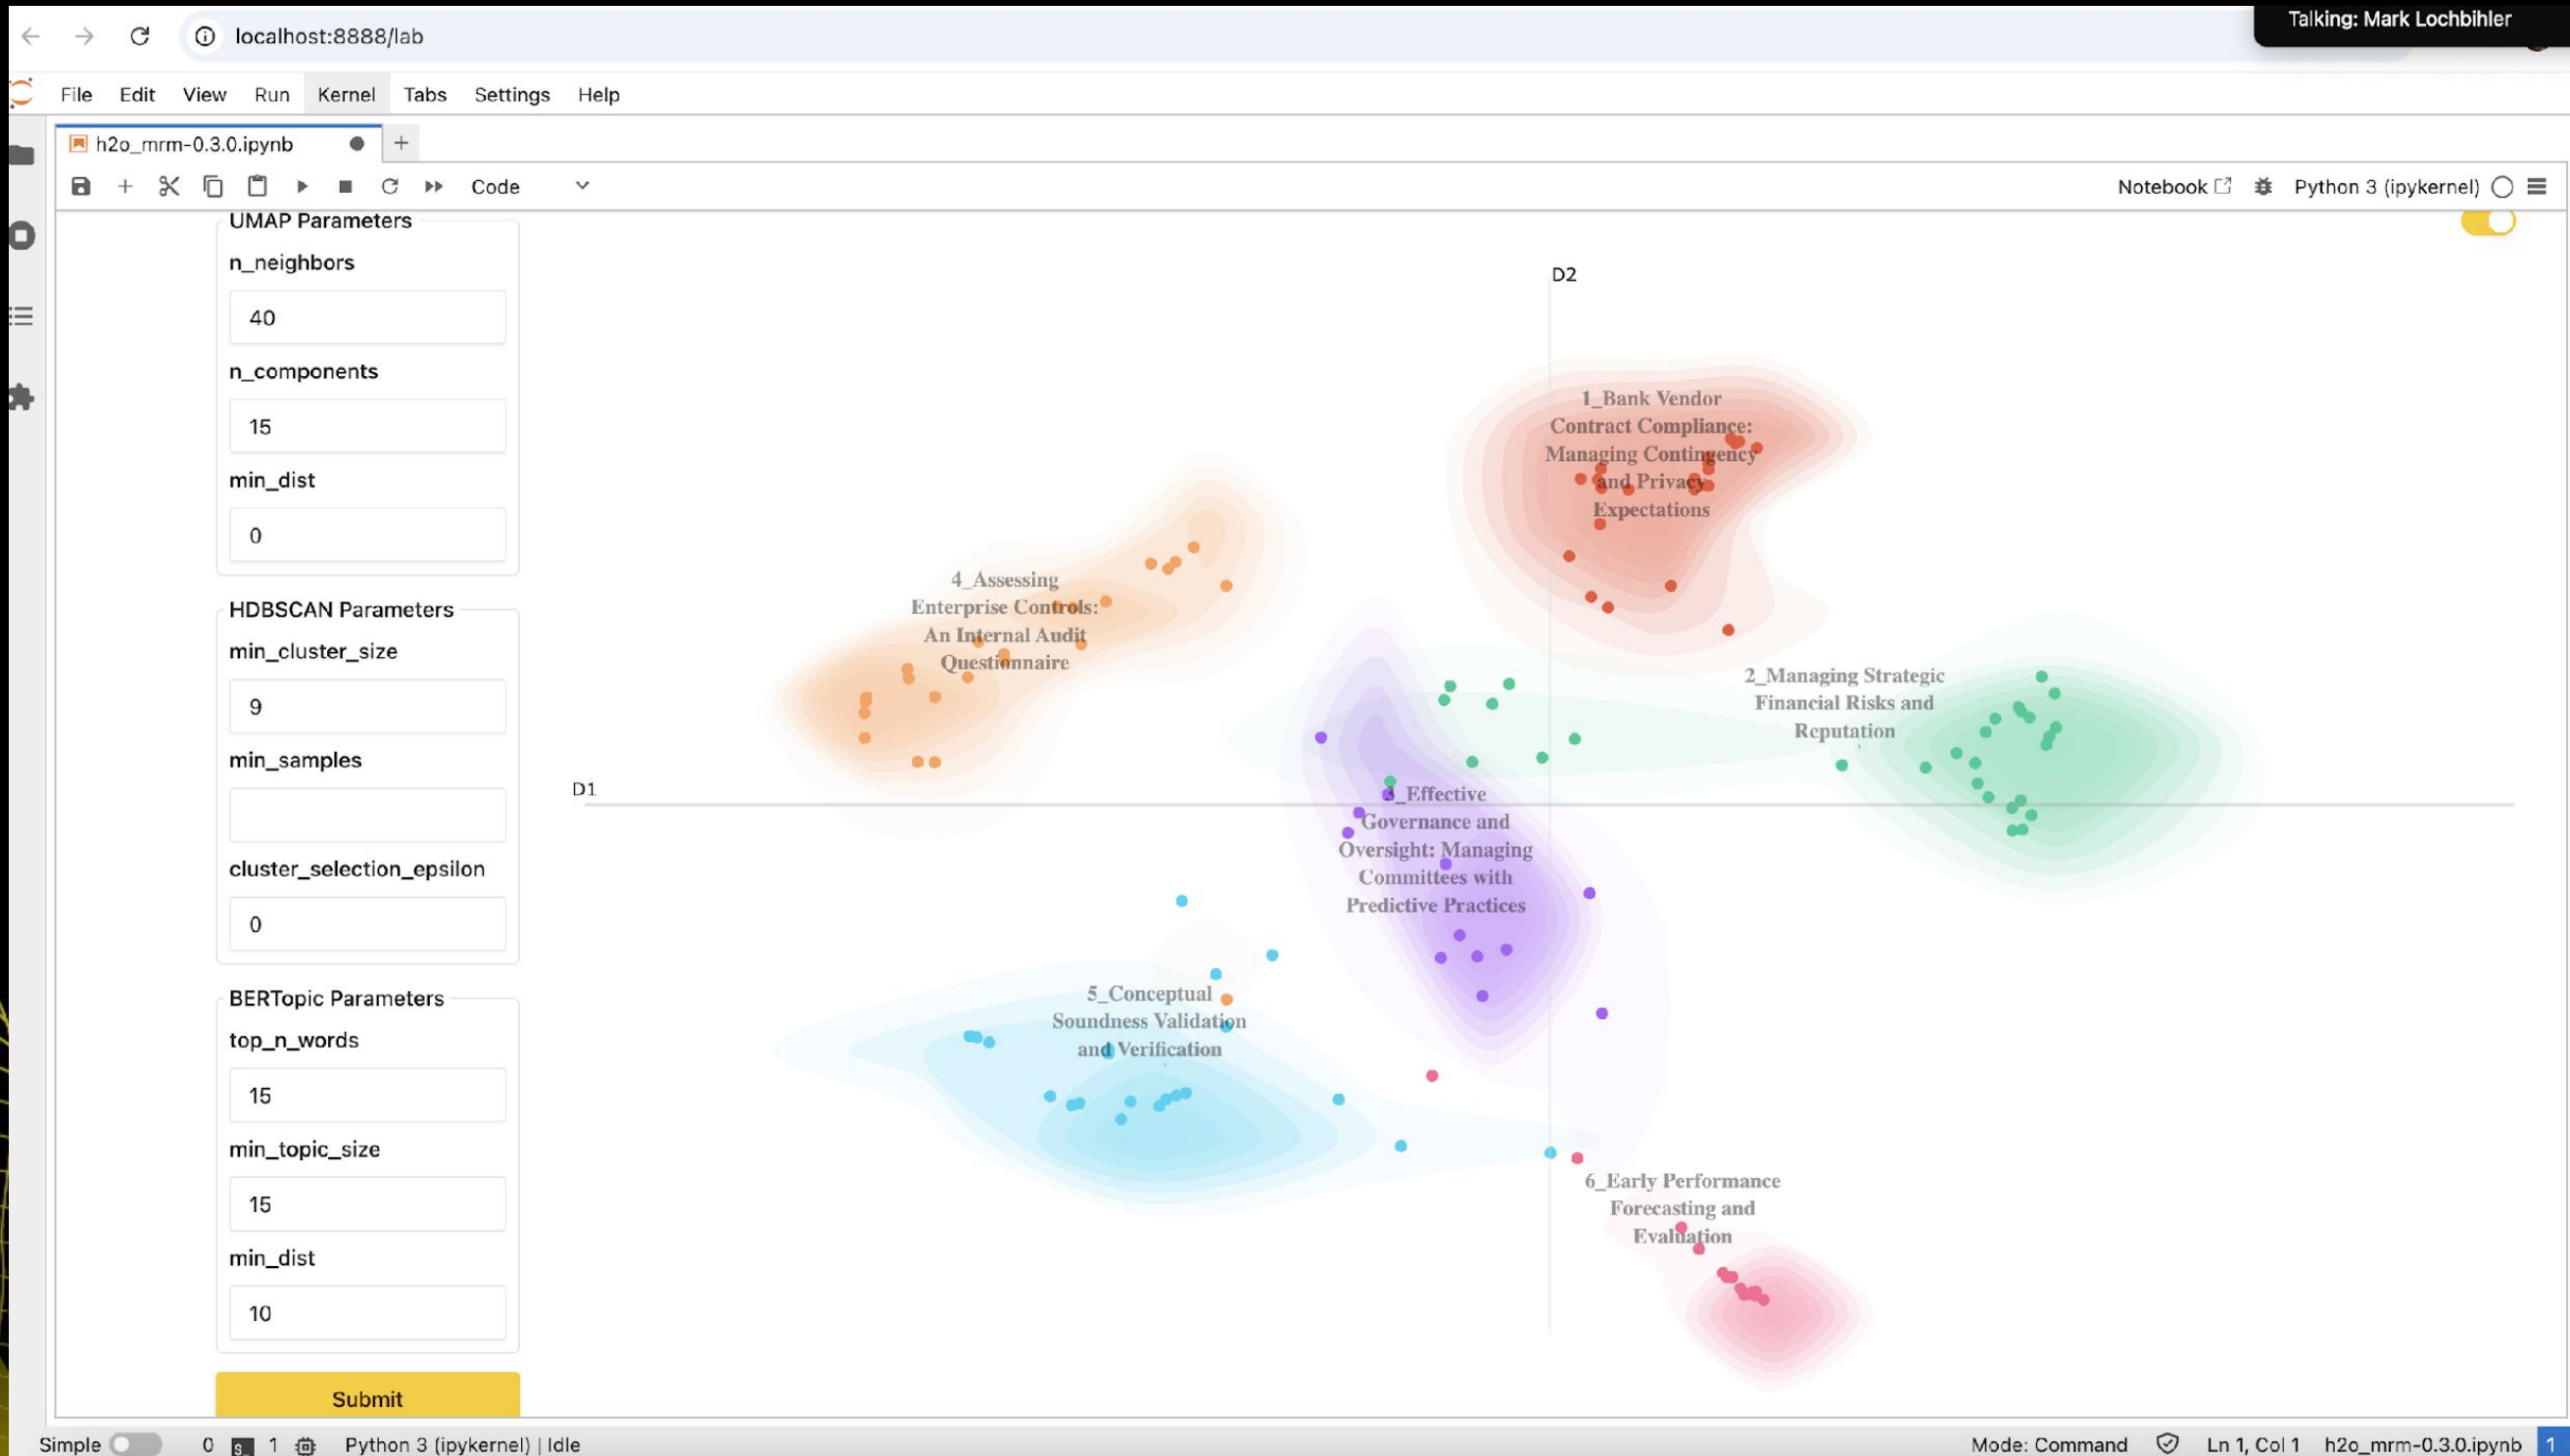 Talking: Mark Lochbihler
localhost:8888/lab
File Edit View Run Kernel Tabs Settings Help
h2o_mrm-0.3.0.ipynb
Code
Notebook
Python 3 (ipykernel)
UMAP Parameters
n_neighbors
40
n_components
15
min_dist
0
HDBSCAN Parameters
min_cluster_size
9
min_samples
cluster_selection_epsilon
0
BERTopic Parameters
top_n_words
15
min_topic_size
15
min_dist
10
Submit
D2
D1
1_Bank Vendor
Contract Compliance:
Managing Contingency
and Privacy
Expectations
4_Assessing
Enterprise Controls:
An Internal Audit
Questionnaire
2_Managing Strategic
Financial Risks and
Reputation
3_Effective
Governance and
Oversight: Managing
Committees with
Predictive Practices
5_Conceptual
Soundness Validation
and Verification
6_Early Performance
Forecasting and
Evaluation
Simple 0 $_ 1 Python 3 (ipykernel) | Idle
Mode: Command Ln 1, Col 1 h2o_mrm-0.3.0.ipynb 1